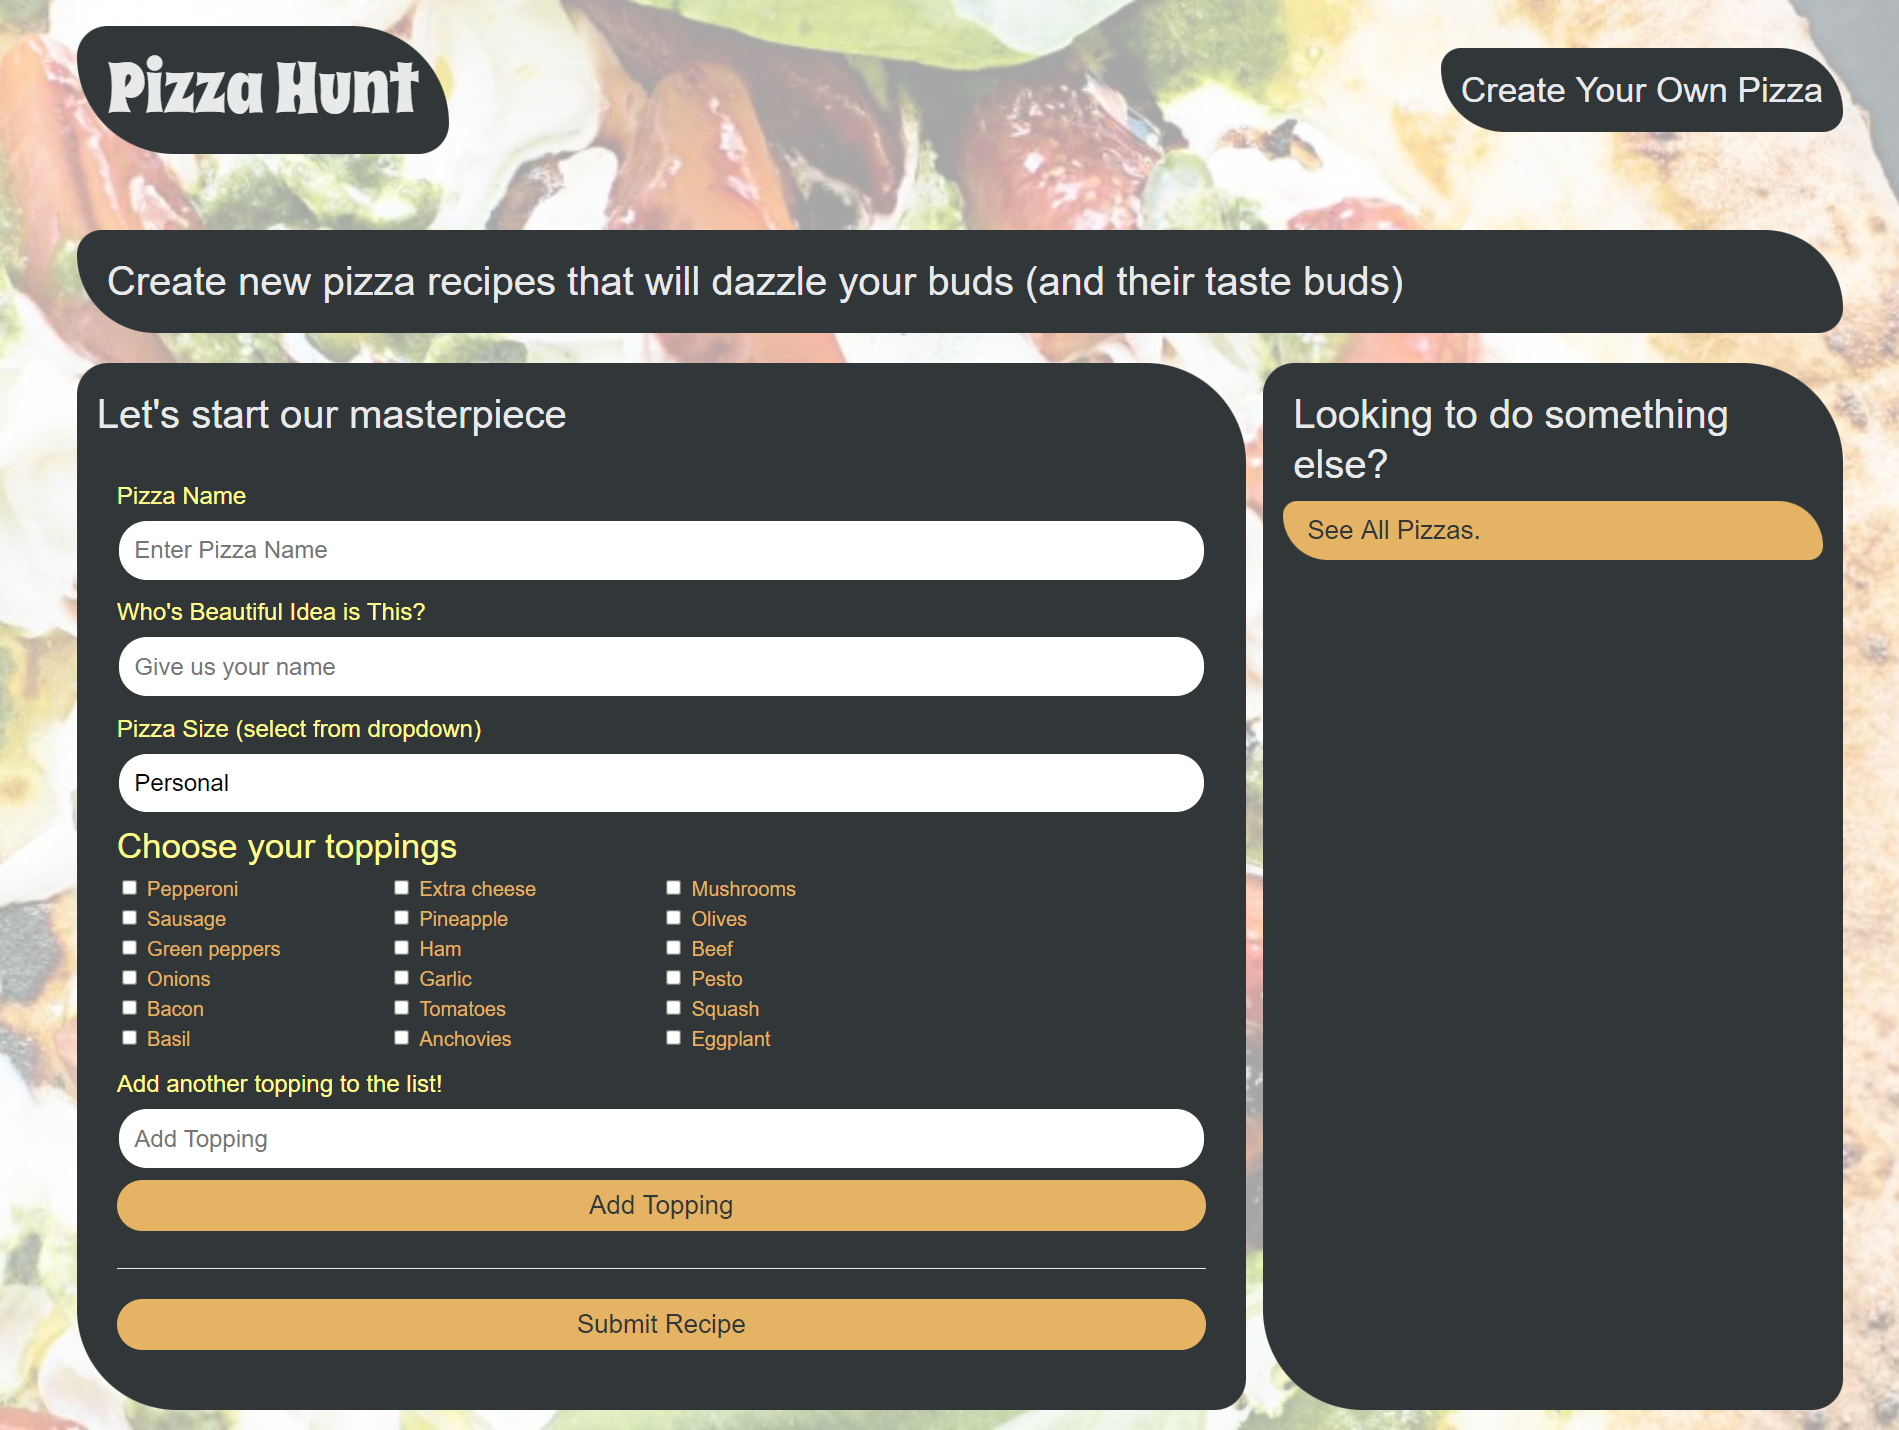 Pizza Hunt
Create Your Own Pizza
Create new pizza recipes that will dazzle your buds (and their taste buds)
Let's start our masterpiece
Pizza Name
Enter Pizza Name
Who's Beautiful Idea is This?
Give us your name
Pizza Size (select from dropdown)
Personal
Choose your toppings
Pepperoni Extra cheese Mushrooms
Sausage Pineapple Olives
Green peppers Ham Beef
Onions Garlic Pesto
Bacon Tomatoes Squash
Basil Anchovies Eggplant
Add another topping to the list!
Add Topping
Add Topping
Submit Recipe
Looking to do something
else?
See All Pizzas.